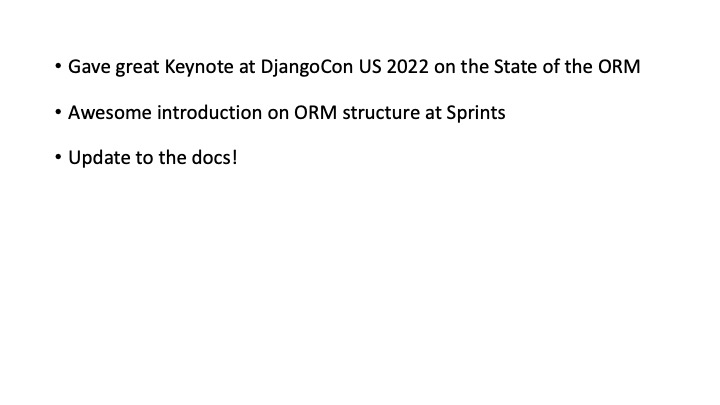 • Gave great Keynote at DjangoCon US 2022 on the State of the ORM
• Awesome introduction on ORM structure at Sprints
• Update to the docs!